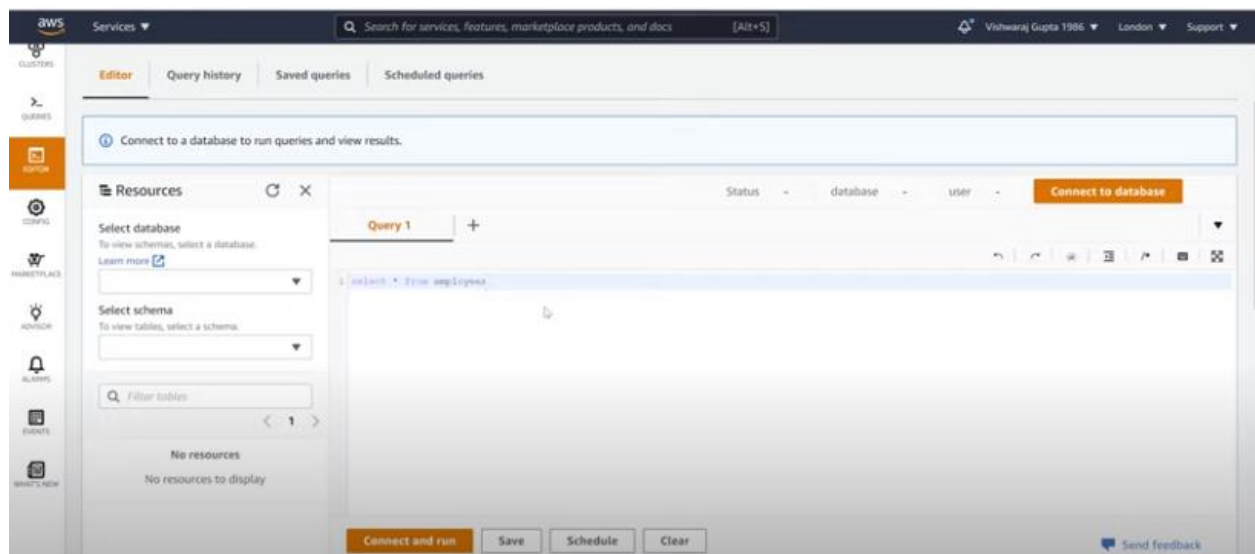 aws
Services ▼
Search for services, features, marketplace products, and docs [Alt+S]
Vishwaraj Gupta 1986 ▼
London ▼
Support ▼
CLUSTERS
QUERIES
EDITOR
CONFIG
MARKETPLACE
ADVISOR
ALARMS
EVENTS
WHAT'S NEW
Editor
Query history
Saved queries
Scheduled queries
Connect to a database to run queries and view results.
Resources
Status -
database -
user -
Connect to database
Select database
To view schemas, select a database.
Learn more
Select schema
To view tables, select a schema.
Filter tables
< 1 >
No resources
No resources to display
Query 1 +
1 select * from employees
Connect and run
Save
Schedule
Clear
Send feedback